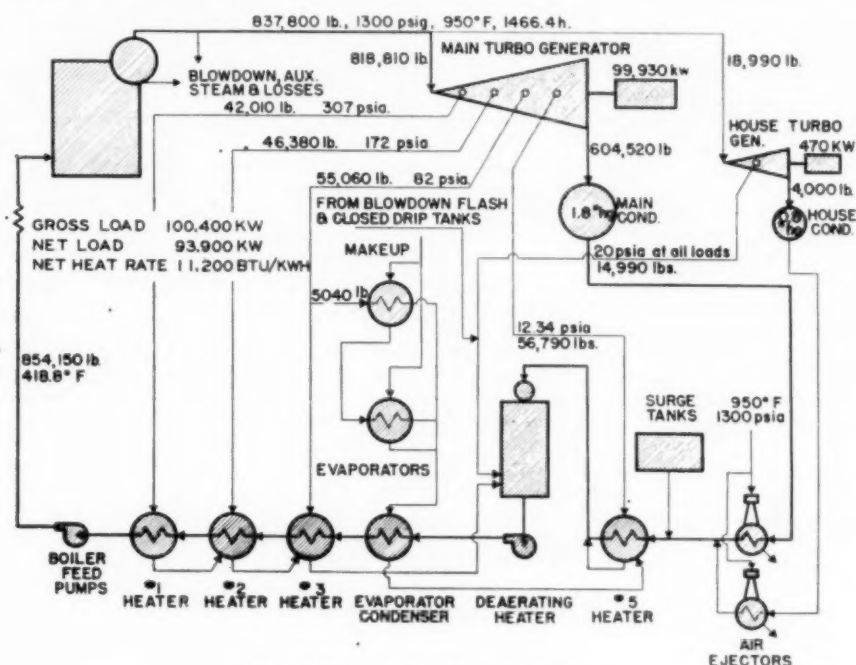 837,800 lb., 1300 psig, 950°F, 1466.4h.
MAIN TURBO GENERATOR
818,810 lb.
18,990 lb.
BLOWDOWN, AUX.
STEAM & LOSSES
99,930 kw
42,010 lb. 307 psia.
HOUSE TURBO
GEN.
470 KW
46,380 lb. 172 psia
604,520 lb
4,000 lb.
55,060 lb. 82 psia.
FROM BLOWDOWN FLASH
& CLOSED DRIP TANKS
1.8"hg
MAIN
COND.
HOUSE
COND.
GROSS LOAD 100.400 KW
NET LOAD 93.900 KW
NET HEAT RATE 11.200 BTU/KWH
MAKEUP
20 psia at all loads
14,990 lbs.
5040 lb
12.34 psia
56,790 lbs.
854,150 lb.
418.8° F
SURGE
TANKS
950° F
1300 psia
EVAPORATORS
BOILER
FEED
PUMPS
#1
HEATER
#2
HEATER
#3
HEATER
EVAPORATOR
CONDENSER
DEAERATING
HEATER
#5
HEATER
AIR
EJECTORS